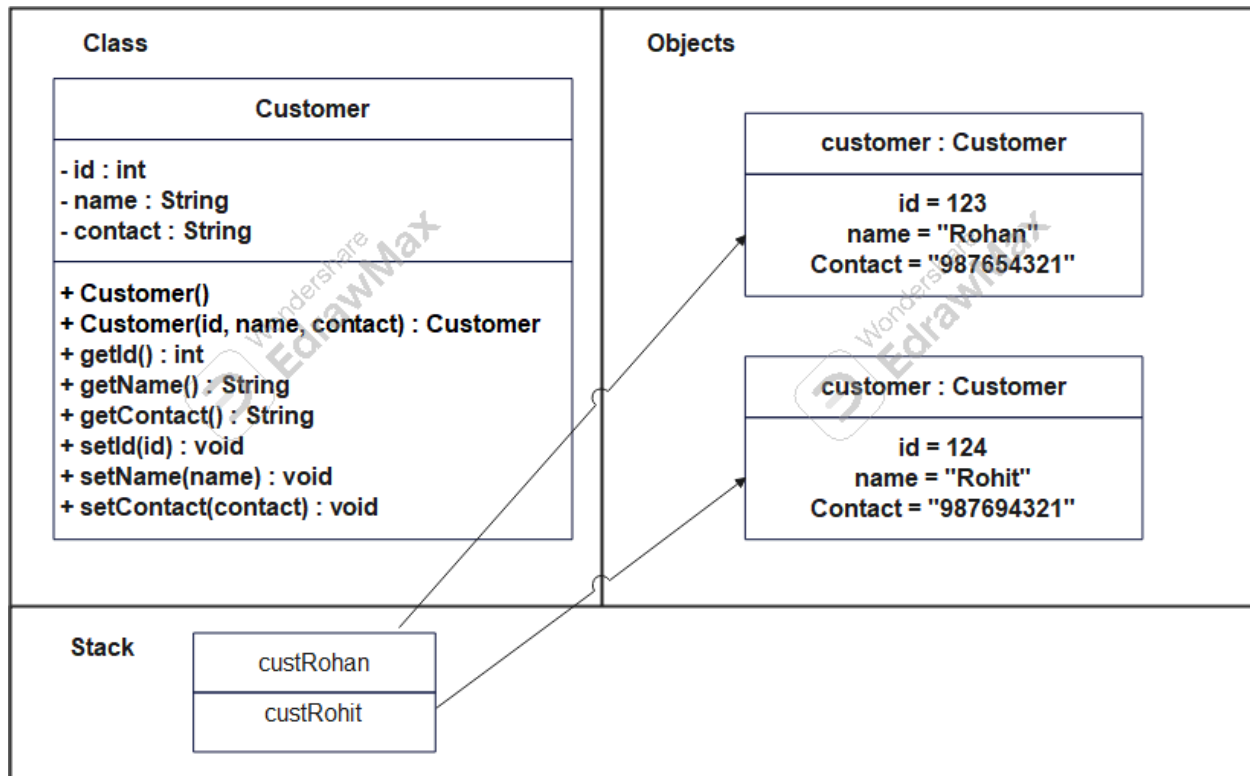 Class
Customer
- id : int
- name : String
- contact : String
+ Customer()
+ Customer(id, name, contact) : Customer
+ getId() : int
+ getName() : String
+ getContact() : String
+ setId(id) : void
+ setName(name) : void
+ setContact(contact) : void
Wondershare
EdrawMax
Objects
customer : Customer
id = 123
name = "Rohan"
Contact = "987654321"
customer : Customer
id = 124
name = "Rohit"
Contact = "987694321"
Wondershare
EdrawMax
Stack
custRohan
custRohit